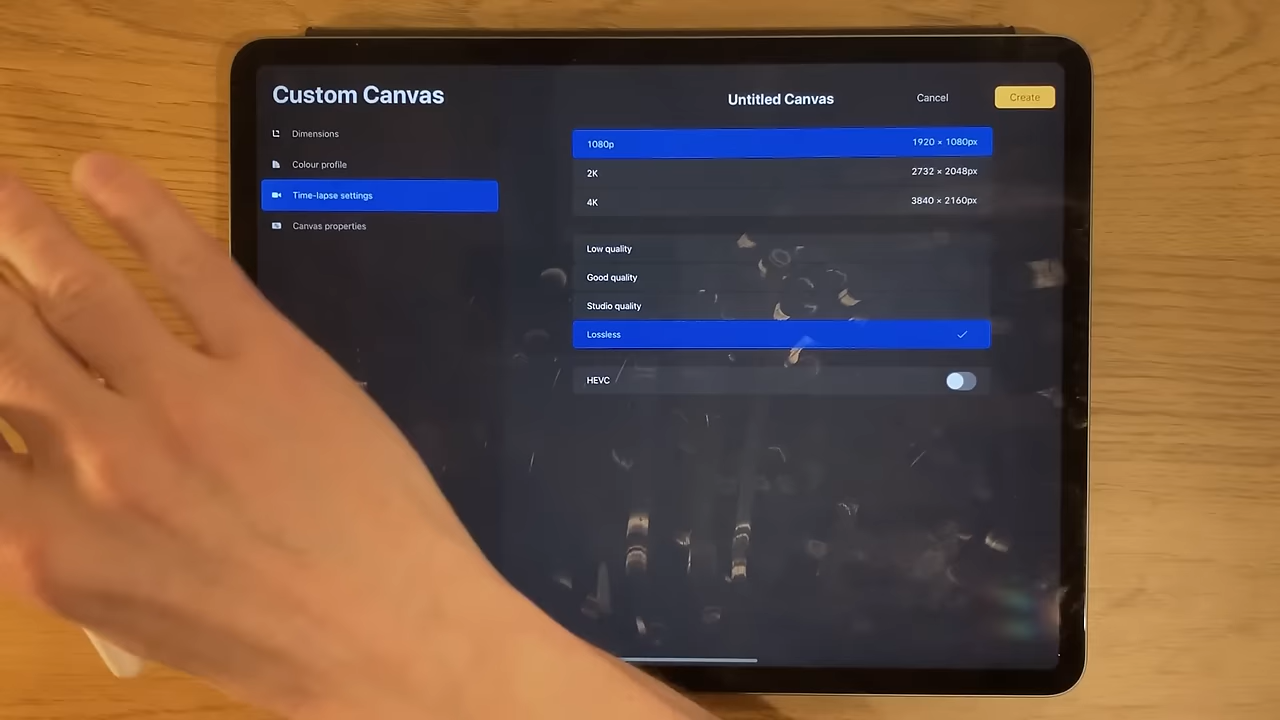 Custom Canvas
Dimensions
Colour profile
Time-lapse settings
Canvas properties
Untitled Canvas
Cancel
Create
1080p 1920 × 1080px
2K 2732 × 2048px
4K 3840 × 2160px
Low quality
Good quality
Studio quality
Lossless
HEVC